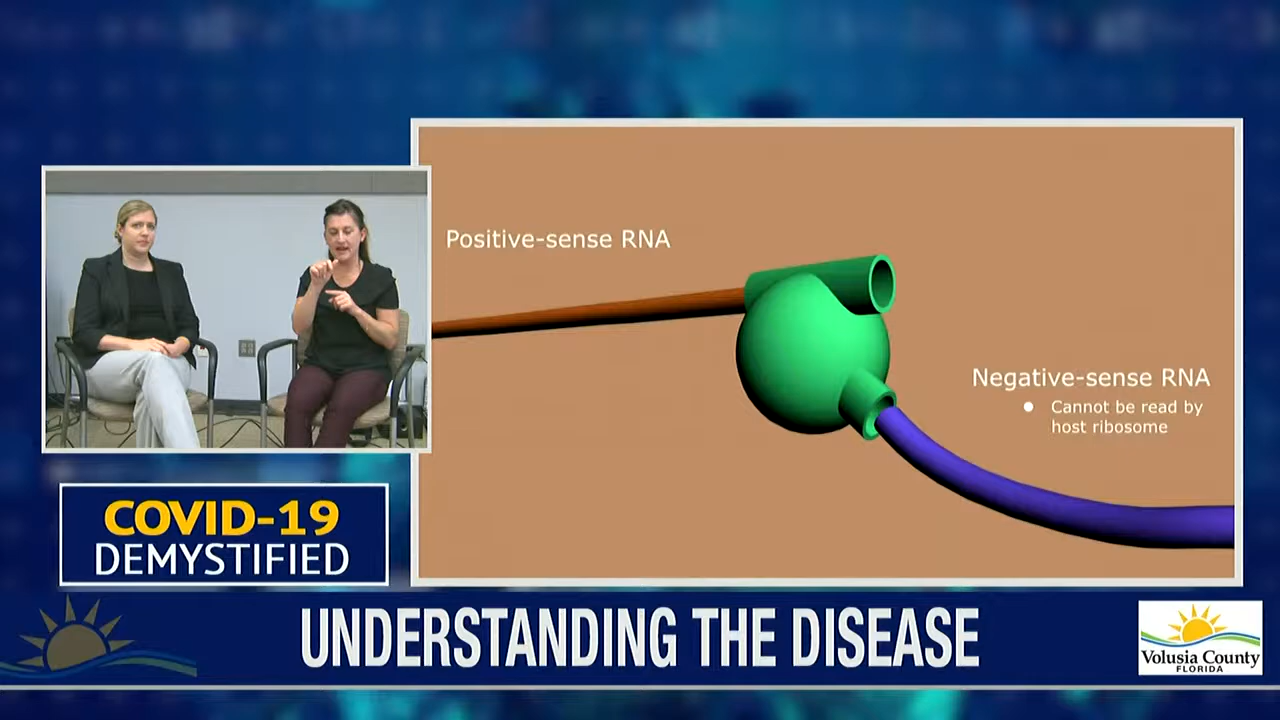 Positive-sense RNA
Negative-sense RNA
● Cannot be read by
host ribosome
COVID-19
DEMYSTIFIED
UNDERSTANDING THE DISEASE
Volusia County
FLORIDA